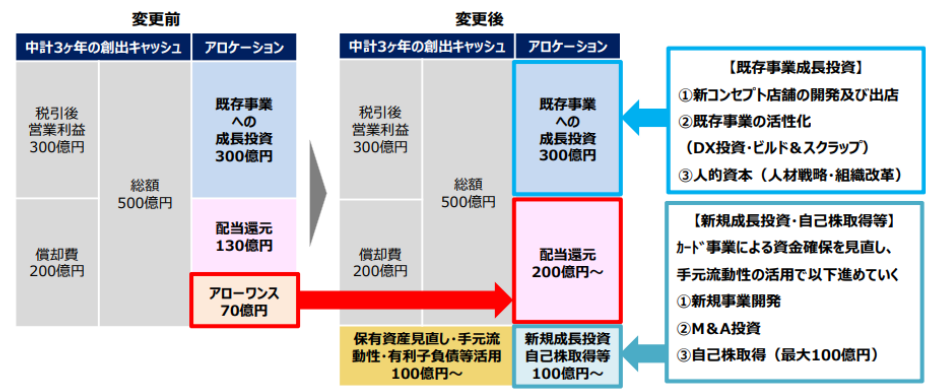 変更前
中計3ヶ年の創出キャッシュ
アロケーション
税引後
営業利益
300億円
償却費
200億円
総額
500億円
既存事業
への
成長投資
300億円
配当還元
130億円
アローワンス
70億円
変更後
中計3ヶ年の創出キャッシュ
アロケーション
税引後
営業利益
300億円
償却費
200億円
総額
500億円
既存事業
への
成長投資
300億円
配当還元
200億円~
保有資産見直し・手元流
動性・有利子負債等活用
100億円~
新規成長投資
自己株取得等
100億円~
【既存事業成長投資】
①新コンセプト店舗の開発及び出店
②既存事業の活性化
(DX投資・ビルド&スクラップ)
③人的資本(人材戦略・組織改革)
【新規成長投資・自己株取得等】
カード事業による資金確保を見直し、
手元流動性の活用で以下進めていく
①新規事業開発
②M&A投資
③自己株取得(最大100億円)